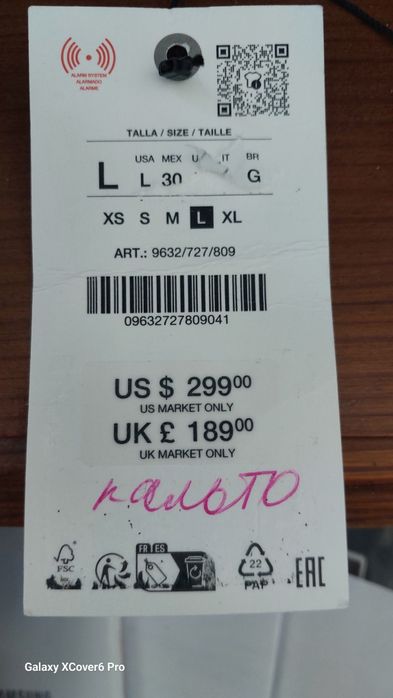 ALARM SYSTEM
ALARMADO
ALARME
TALLA / SIZE / TAILLE
USA MEX IT BR
L L 30 G
XS S M L XL
ART.: 9632/727/809
09632727809041
US $ 299⁰⁰
US MARKET ONLY
UK £ 189⁰⁰
UK MARKET ONLY
пальто
FSC FR ES 22 PAP EAC
Galaxy XCover6 Pro